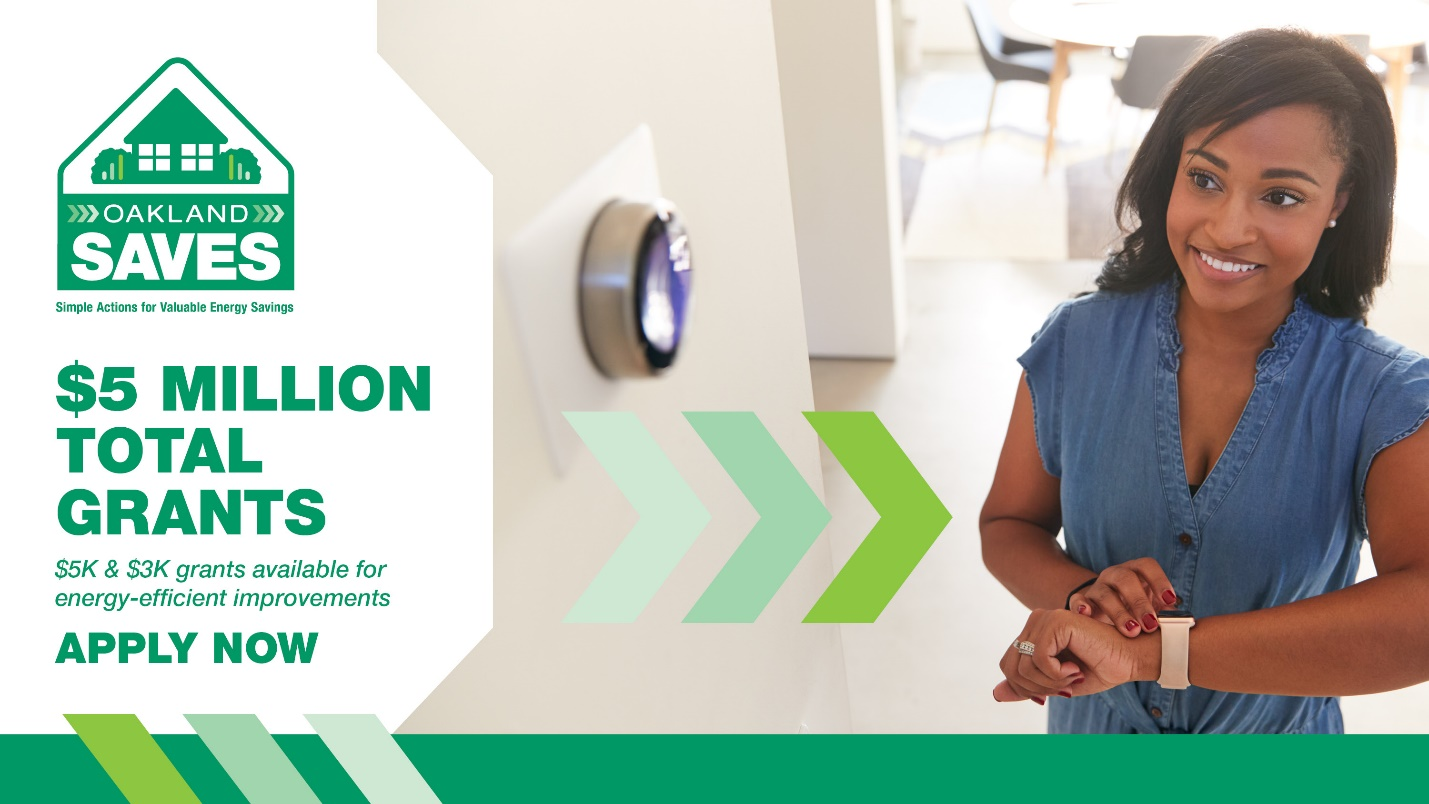 OAKLAND
SAVES
Simple Actions for Valuable Energy Savings
$5 MILLION
TOTAL
GRANTS
$5K & $3K grants available for
energy-efficient improvements
APPLY NOW